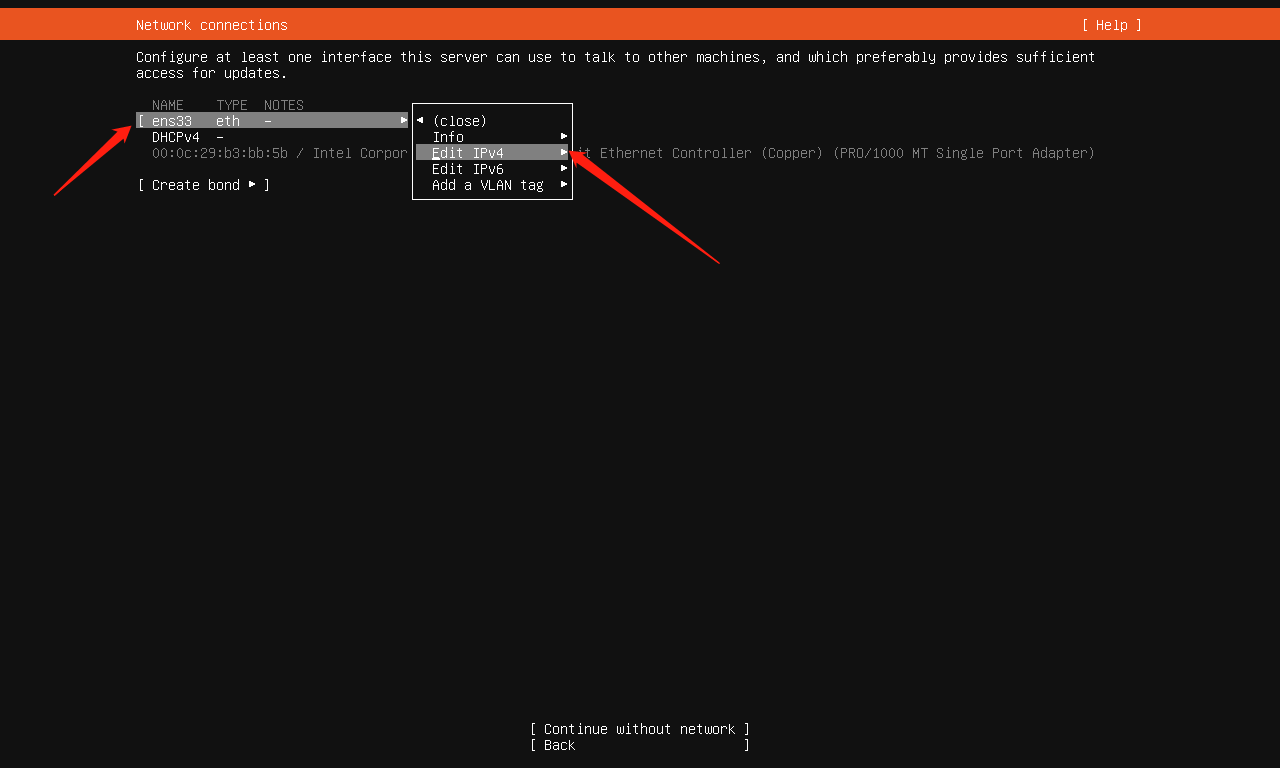 Network connections [ Help ]
Configure at least one interface this server can use to talk to other machines, and which preferably provides sufficient
access for updates.
NAME TYPE NOTES
[ ens33 eth – ▸
DHCPv4 –
00:0c:29:b3:bb:5b / Intel Corpor
it Ethernet Controller (Copper) (PRO/1000 MT Single Port Adapter)
[ Create bond ▸ ]
◂ (close)
Info ▸
Edit IPv4 ▸
Edit IPv6 ▸
Add a VLAN tag ▸
[ Continue without network ]
[ Back ]